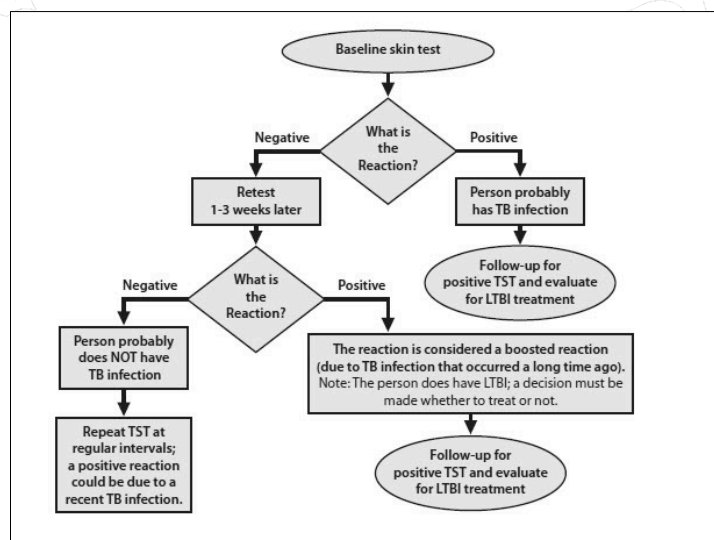 Baseline skin test
What is
the
Reaction?
Negative
Positive
Retest
1-3 weeks later
Person probably
has TB infection
Follow-up for
positive TST and evaluate
for LTBI treatment
What is
the
Reaction?
Negative
Positive
Person probably
does NOT have
TB infection
The reaction is considered a boosted reaction
(due to TB infection that occurred a long time ago).
Note: The person does have LTBI; a decision must be
made whether to treat or not.
Repeat TST at
regular intervals;
a positive reaction
could be due to a
recent TB infection.
Follow-up for
positive TST and evaluate
for LTBI treatment